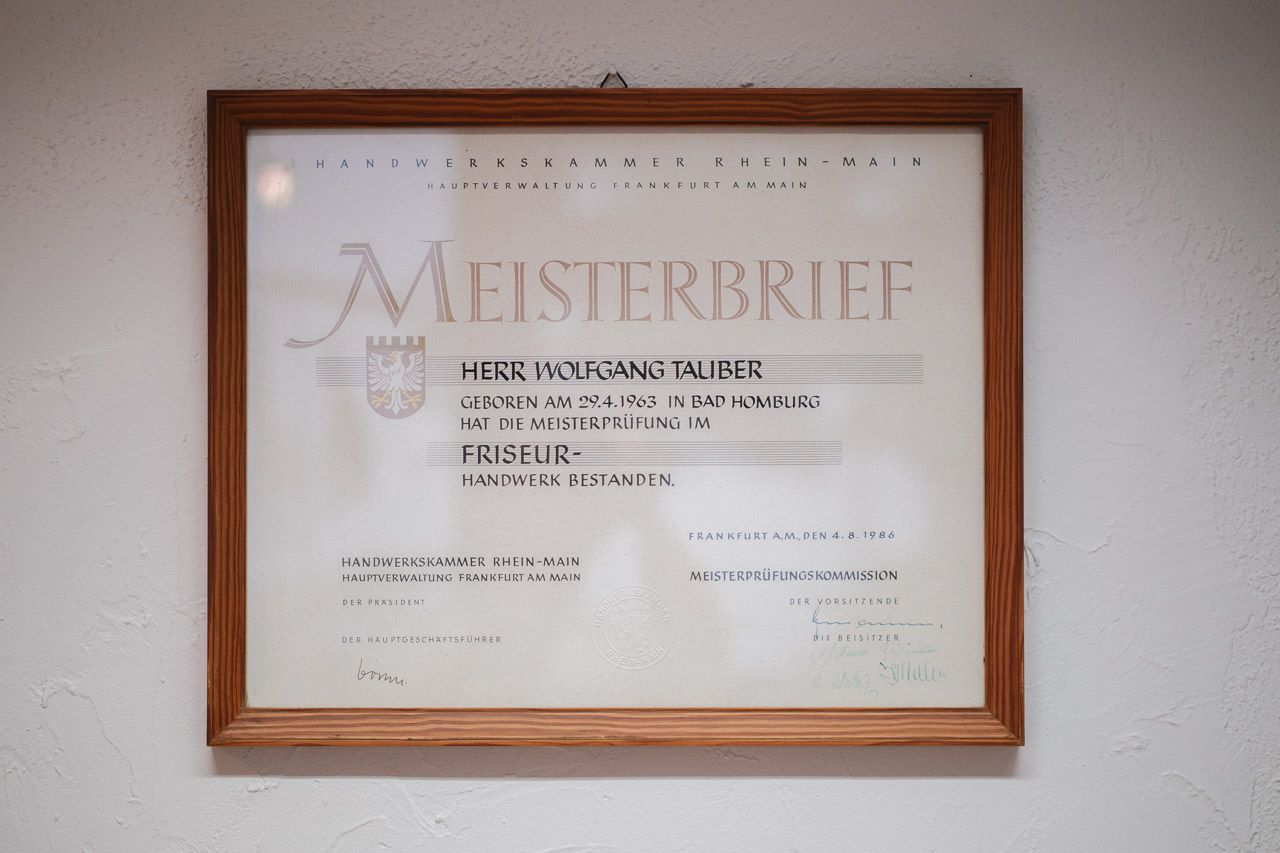 HANDWERKSKAMMER RHEIN-MAIN
HAUPTVERWALTUNG FRANKFURT AM MAIN
MEISTERBRIEF
HERR WOLFGANG TAUBER
GEBOREN AM 29.4.1963 IN BAD HOMBURG
HAT DIE MEISTERPRÜFUNG IM
FRISEUR-
HANDWERK BESTANDEN.
FRANKFURT A.M., DEN 4.8.1986
HANDWERKSKAMMER RHEIN-MAIN
HAUPTVERWALTUNG FRANKFURT AM MAIN
DER PRÄSIDENT
DER HAUPTGESCHÄFTSFÜHRER
MEISTERPRÜFUNGSKOMMISSION
DER VORSITZENDE
DIE BEISITZER
RHEIN-MAIN